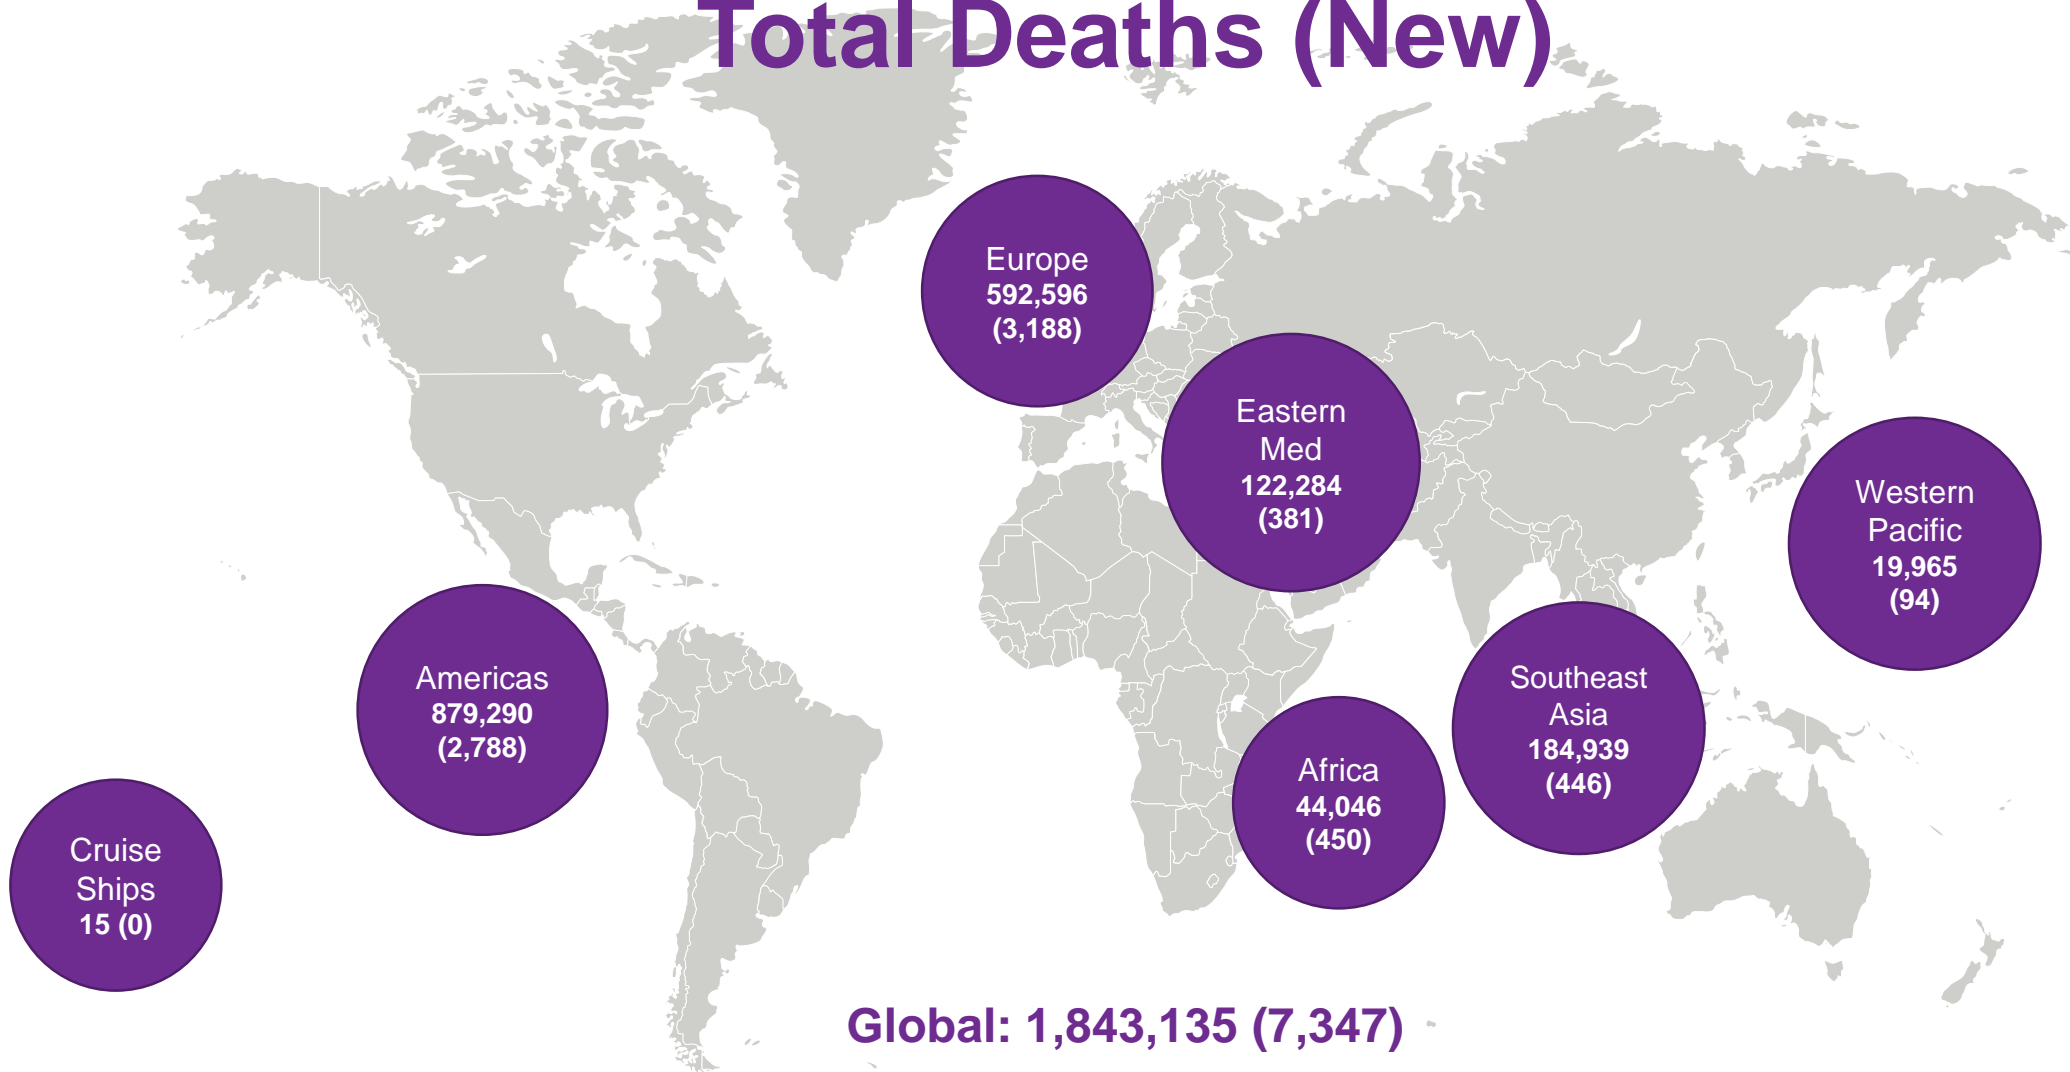 Total Deaths (New)
Europe
592,596
(3,188)
Eastern
Med
122,284
(381)
Western
Pacific
19,965
(94)
Americas
879,290
(2,788)
Southeast
Asia
184,939
(446)
Africa
44,046
(450)
Cruise
Ships
15 (0)
Global: 1,843,135 (7,347)